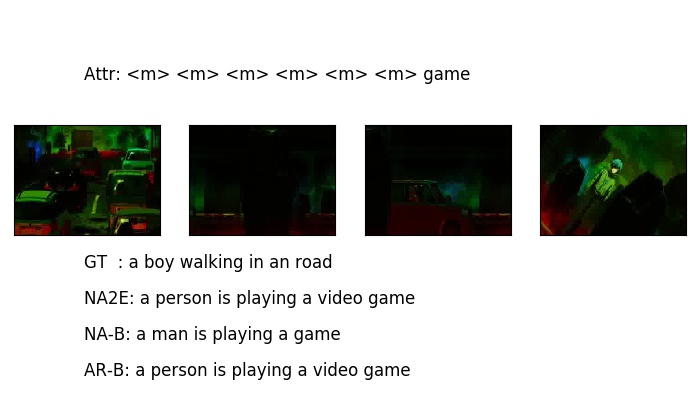 Attr: <m> <m> <m> <m> <m> <m> game
GT : a boy walking in an road
NA2E: a person is playing a video game
NA-B: a man is playing a game
AR-B: a person is playing a video game